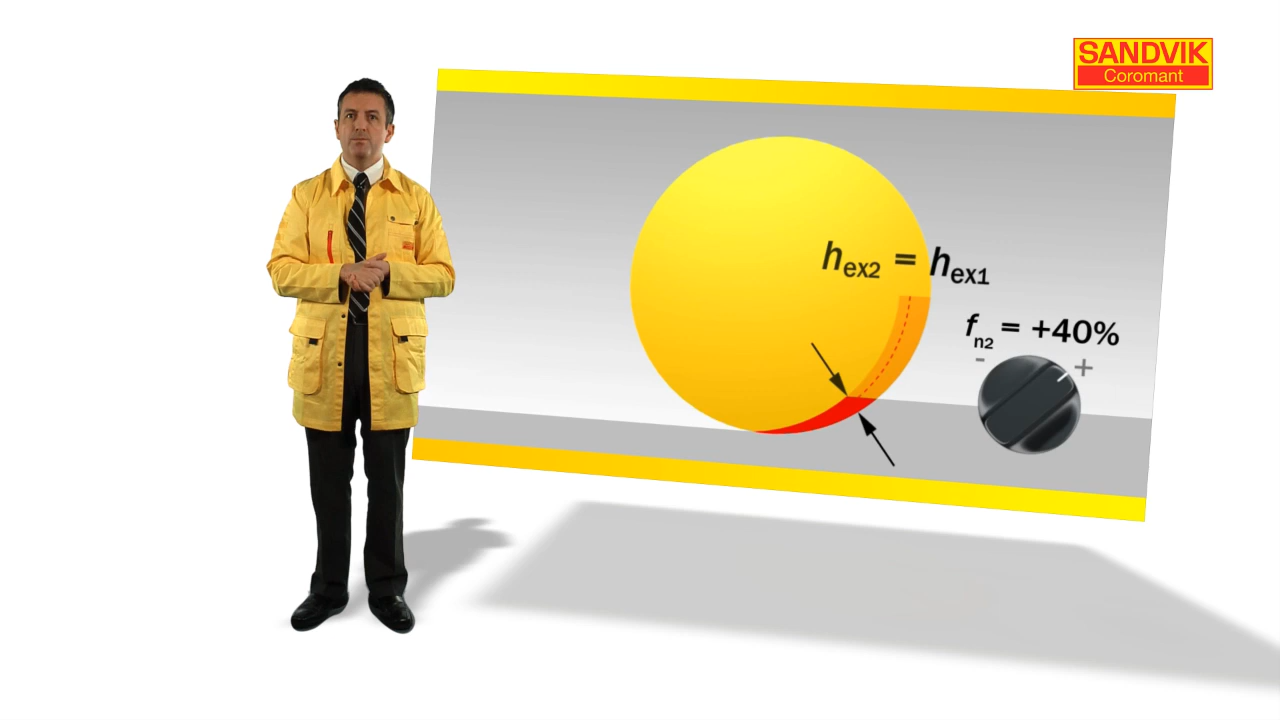 SANDVIK
Coromant
hex2 = hex1
fn2 = +40%
- +